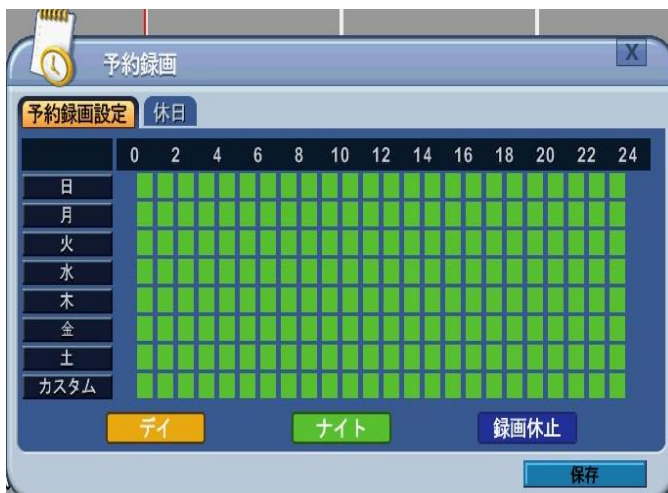 予約録画
X
予約録画設定 休日
0 2 4 6 8 10 12 14 16 18 20 22 24
日
月
火
水
木
金
土
カスタム
デイ ナイト 録画休止
保存